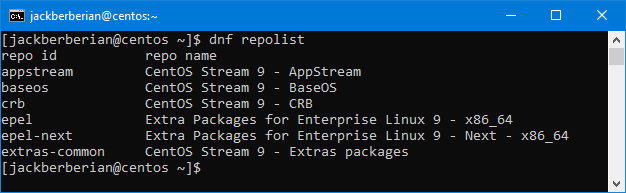 jackberberian@centos:~
[jackberberian@centos ~]$ dnf repolist
repo id repo name
appstream CentOS Stream 9 - AppStream
baseos CentOS Stream 9 - BaseOS
crb CentOS Stream 9 - CRB
epel Extra Packages for Enterprise Linux 9 - x86_64
epel-next Extra Packages for Enterprise Linux 9 - Next - x86_64
extras-common CentOS Stream 9 - Extras packages
[jackberberian@centos ~]$